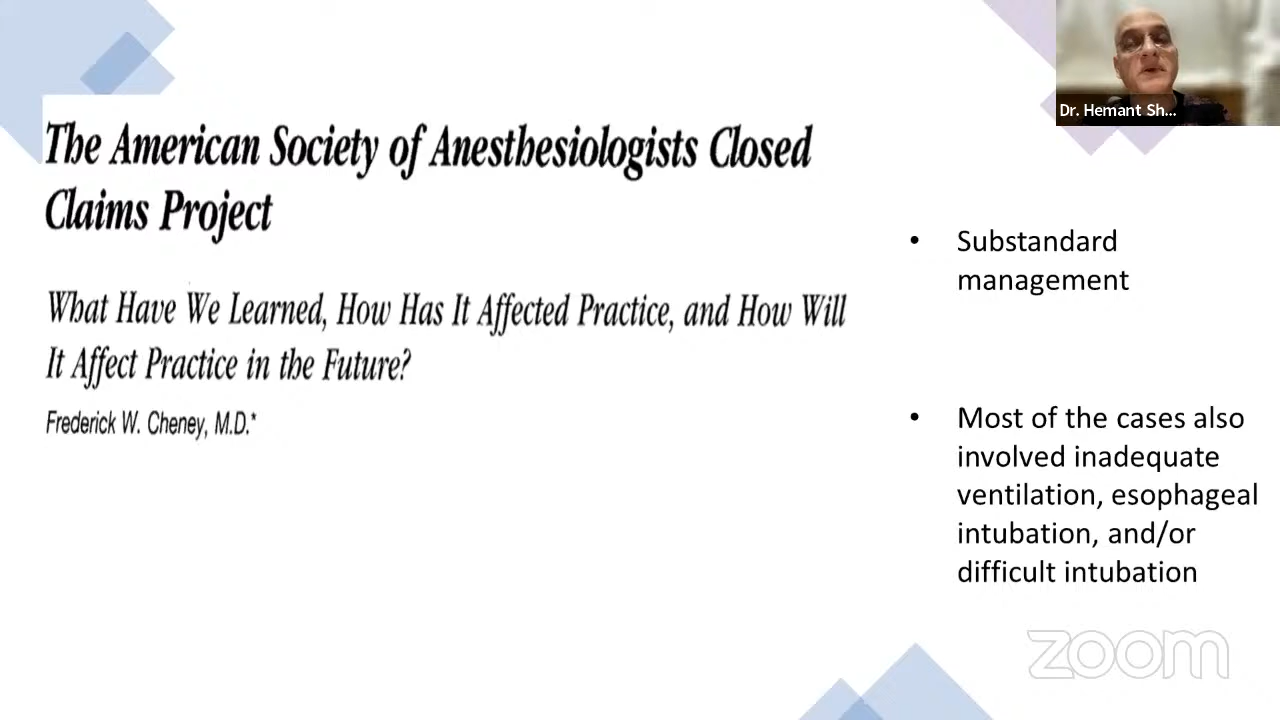 The American Society of Anesthesiologists Closed
Claims Project
What Have We Learned, How Has It Affected Practice, and How Will
It Affect Practice in the Future?
Frederick W. Cheney, M.D.*
Dr. Hemant Sh...
• Substandard
management
• Most of the cases also
involved inadequate
ventilation, esophageal
intubation, and/or
difficult intubation
zoom